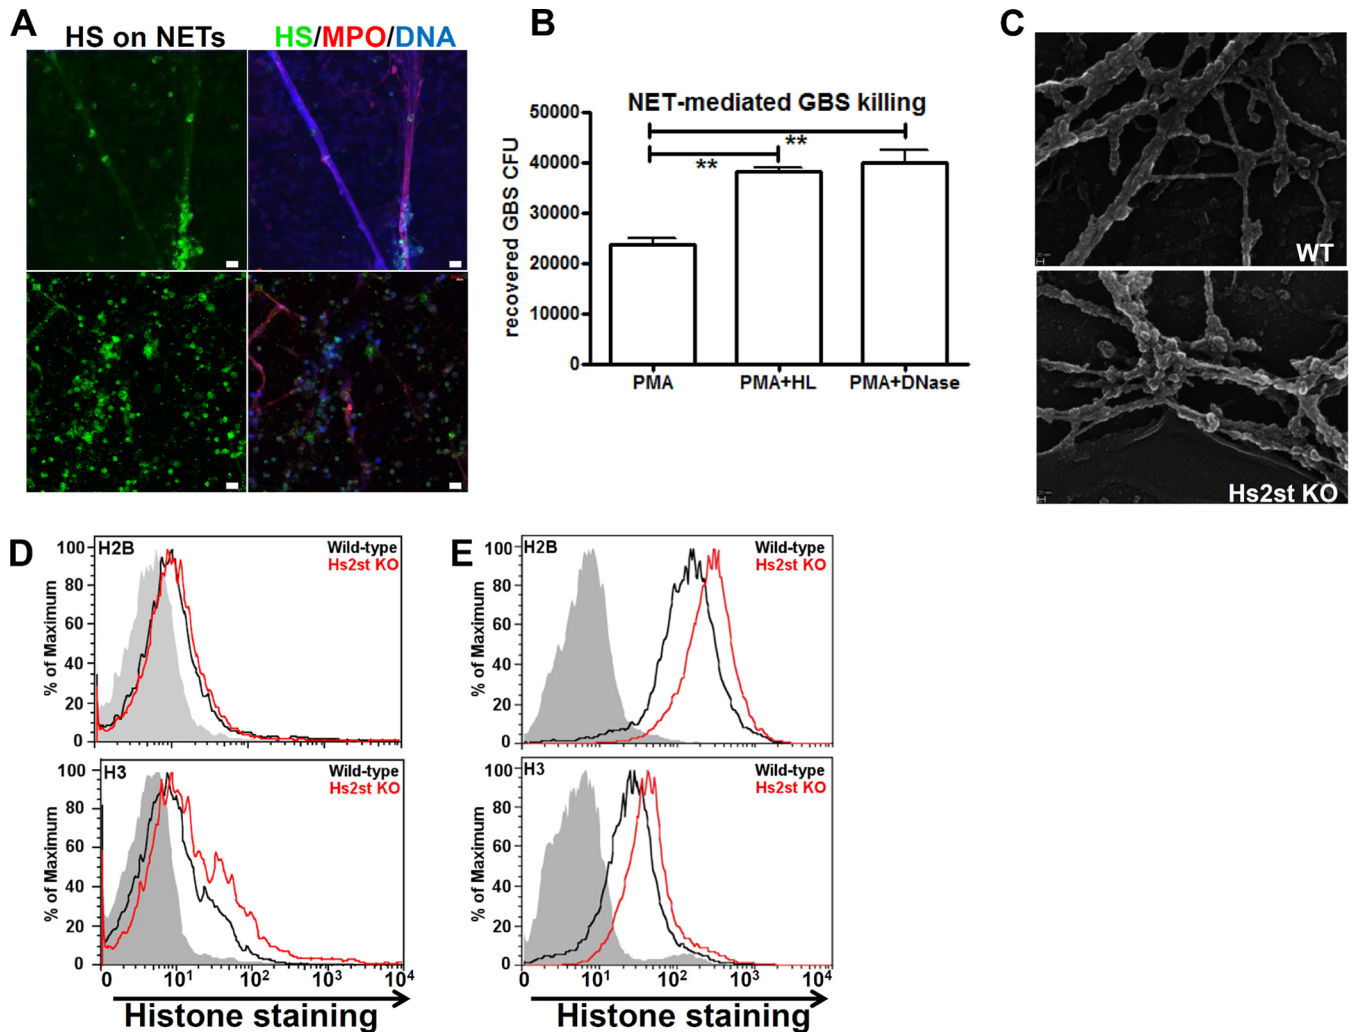 A
HS on NETs
HS/MPO/DNA
B
NET-mediated GBS killing
50000
40000
30000
20000
10000
0
recovered GBS CFU
**
**
PMA
PMA+HL
PMA+DNase
C
WT
Hs2st KO
D
H2B
Wild-type
Hs2st KO
100
80
60
40
20
0
% of Maximum
H3
Wild-type
Hs2st KO
100
80
60
40
20
0
% of Maximum
0 10¹ 10² 10³ 10⁴
Histone staining
E
H2B
Wild-type
Hs2st KO
100
80
60
40
20
0
% of Maximum
H3
Wild-type
Hs2st KO
100
80
60
40
20
0
% of Maximum
0 10¹ 10² 10³ 10⁴
Histone staining